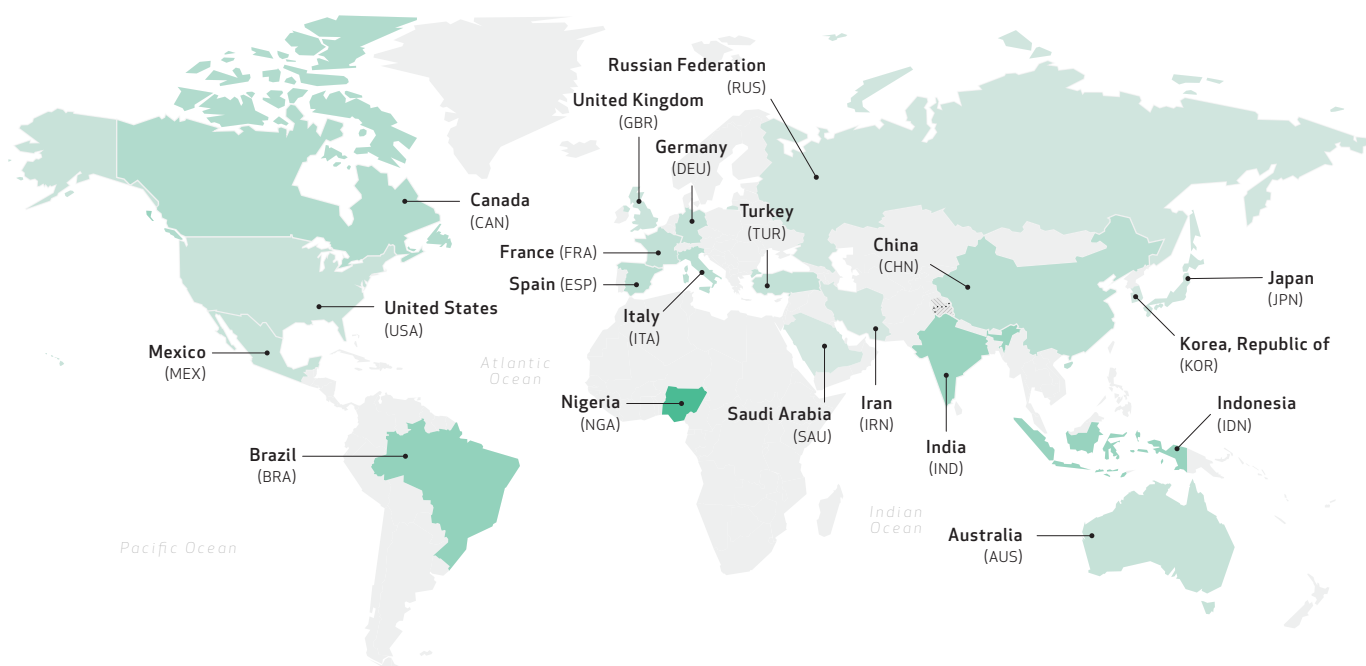 Russian Federation
(RUS)
United Kingdom
(GBR)
Germany
(DEU)
Canada
(CAN)
Turkey
(TUR)
China
(CHN)
France (FRA)
Spain (ESP)
Japan
(JPN)
United States
(USA)
Italy
(ITA)
Korea, Republic of
(KOR)
Mexico
(MEX)
Atlantic
Ocean
Nigeria
(NGA)
Saudi Arabia
(SAU)
Iran
(IRN)
Indonesia
(IDN)
India
(IND)
Brazil
(BRA)
Indian
Ocean
Australia
(AUS)
Pacific Ocean